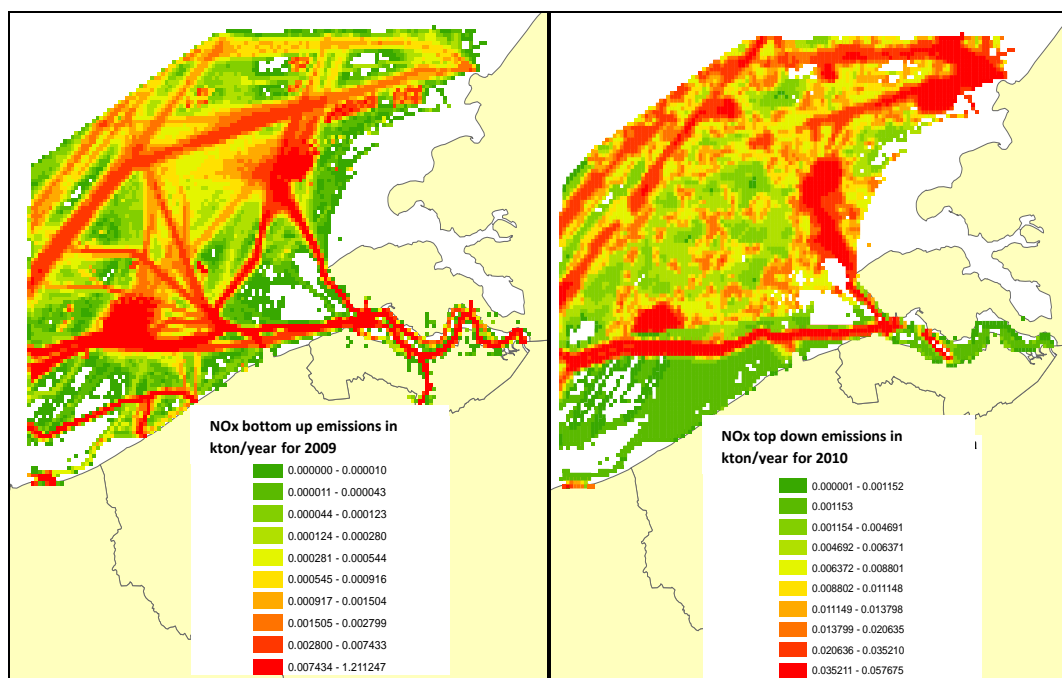 NOx bottom up emissions in
kton/year for 2009
0.000000 - 0.000010
0.000011 - 0.000043
0.000044 - 0.000123
0.000124 - 0.000280
0.000281 - 0.000544
0.000545 - 0.000916
0.000917 - 0.001504
0.001505 - 0.002799
0.002800 - 0.007433
0.007434 - 1.211247
NOx top down emissions in
kton/year for 2010
0.000001 - 0.001152
0.001153
0.001154 - 0.004691
0.004692 - 0.006371
0.006372 - 0.008801
0.008802 - 0.011148
0.011149 - 0.013798
0.013799 - 0.020635
0.020636 - 0.035210
0.035211 - 0.057675